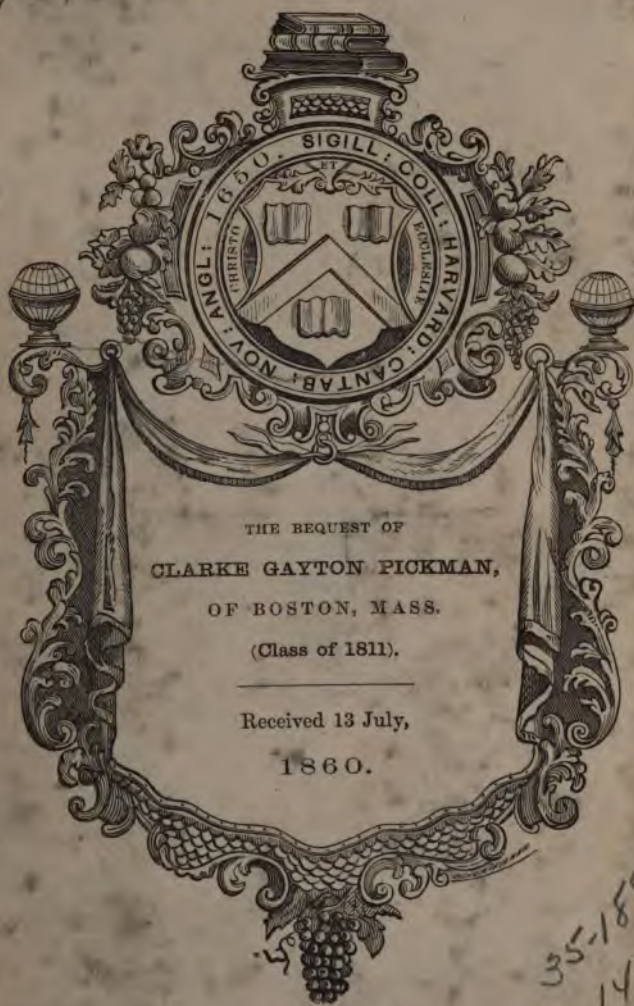 SIGILL: COLL: HARVARD: CANTAB: NOV: ANGL: 1650.
ET
CHRISTO
ECCLESIAE
THE BEQUEST OF
CLARKE GAYTON PICKMAN,
OF BOSTON, MASS.
(Class of 1811).
Received 13 July,
1860.